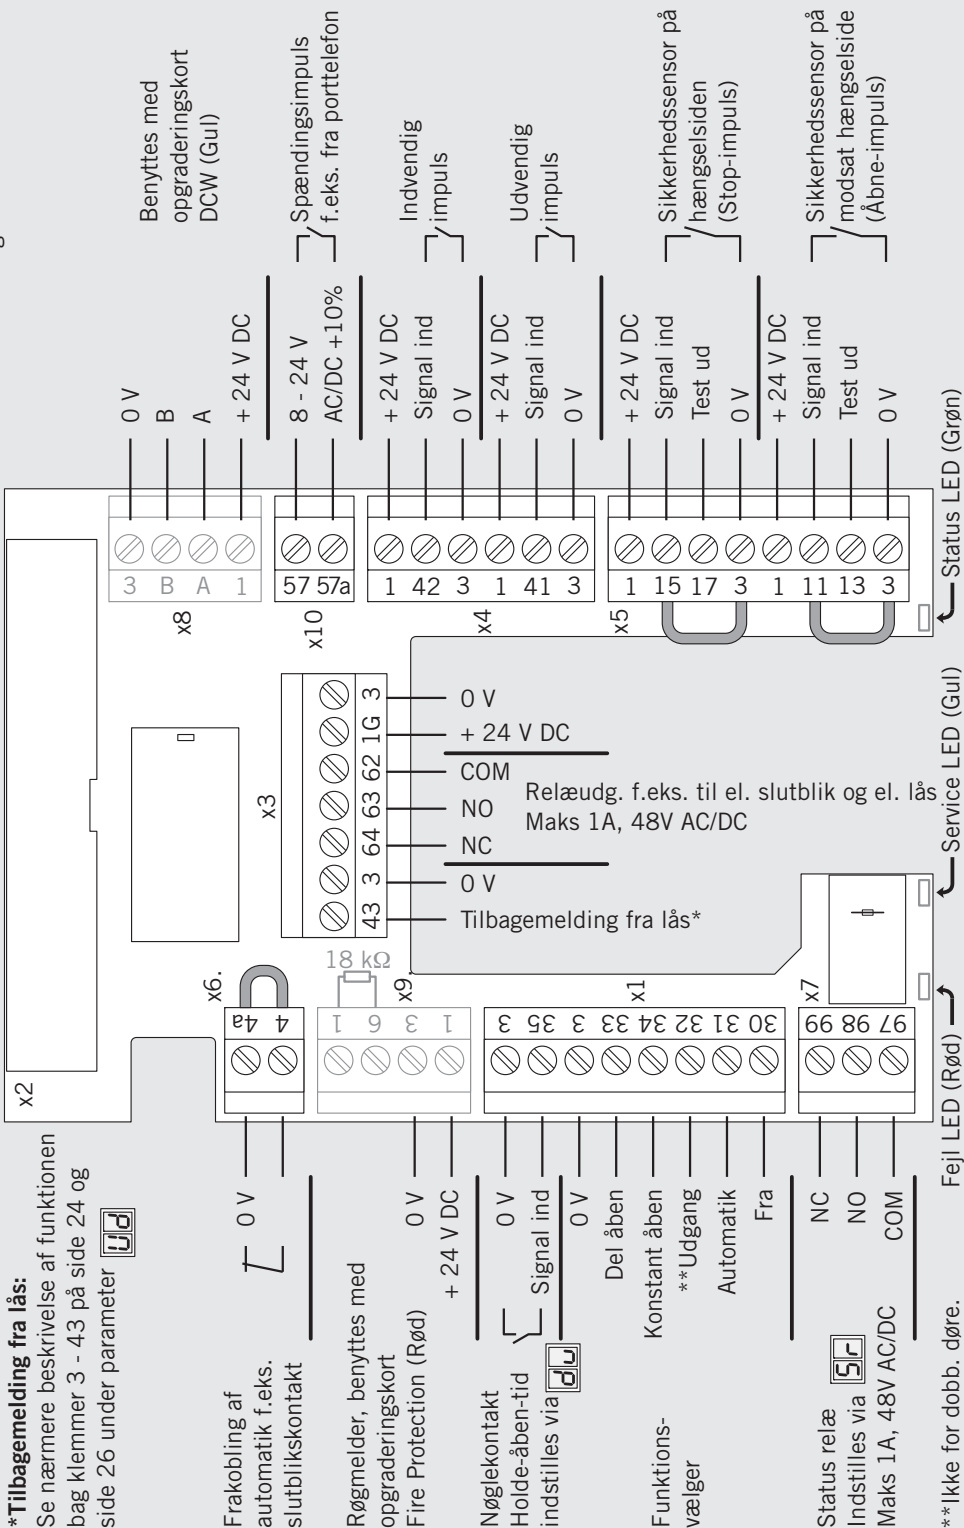 *Tilbagemelding fra lås:
Se nærmere beskrivelse af funktionen
bag klemmer 3 - 43 på side 24 og
side 26 under parameter
x2
Frakobling af
automatik f.eks.
slutblikskontakt
0 V
4a
4
x6.
Røgmelder, benyttes med
opgraderingskort
Fire Protection (Rød)
0 V
+ 24 V DC
1
6
3
1
18 kΩ
x9.
Nøglekontakt
Holde-åben-tid
indstilles via
0 V
Signal ind
Funktions-
vælger
0 V
Del åben
Konstant åben
**Udgang
Automatik
Fra
3
35
3
33
34
32
31
30
x1
Status relæ
Indstilles via
Maks 1A, 48V AC/DC
NC
NO
COM
99
98
97
x7
**Ikke for dobb. døre.
Fejl LED (Rød)
Service LED (Gul)
Status LED (Grøn)
x3
3
1G
62
63
64
3
43
0 V
+ 24 V DC
COM
NO
NC
0 V
Tilbagemelding fra lås*
Relæudg. f.eks. til el. slutblik og el. lås
Maks 1A, 48V AC/DC
x8
3
B
A
1
0 V
B
A
+ 24 V DC
Benyttes med
opgraderingskort
DCW (Gul)
x10
57
57a
8 - 24 V
AC/DC +10%
Spændingsimpuls
f.eks. fra porttelefon
x4
1
42
3
1
41
3
+ 24 V DC
Signal ind
0 V
+ 24 V DC
Signal ind
0 V
Indvendig
impuls
Udvendig
impuls
x5
1
15
17
3
1
11
13
3
+ 24 V DC
Signal ind
Test ud
0 V
+ 24 V DC
Signal ind
Test ud
0 V
Sikkerhedssensor på
hængselsiden
(Stop-impuls)
Sikkerhedssensor på
modsat hængselside
(Åbne-impuls)